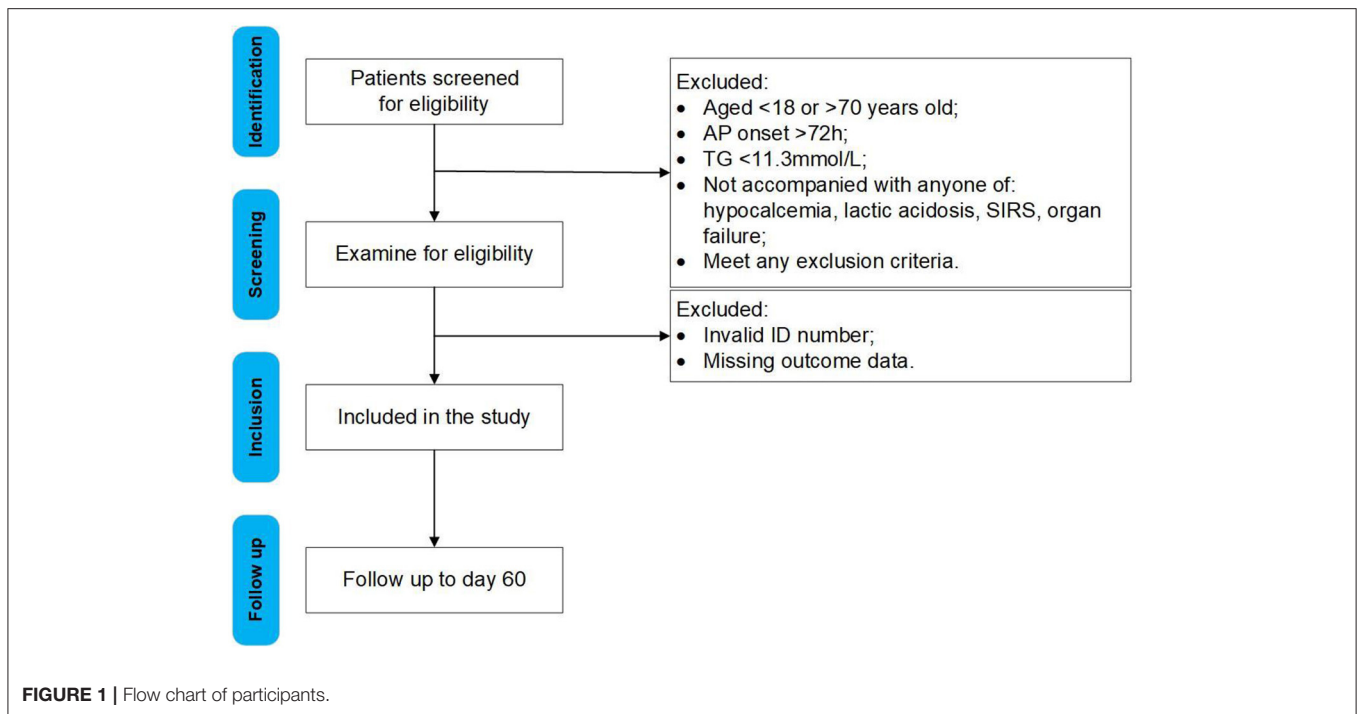 Identification
Patients screened
for eligibility
Excluded:
• Aged <18 or >70 years old;
• AP onset >72h;
• TG <11.3mmol/L;
• Not accompanied with anyone of:
hypocalcemia, lactic acidosis, SIRS, organ
failure;
• Meet any exclusion criteria.
Screening
Examine for eligibility
Excluded:
• Invalid ID number;
• Missing outcome data.
Inclusion
Included in the study
Follow up
Follow up to day 60
FIGURE 1 | Flow chart of participants.